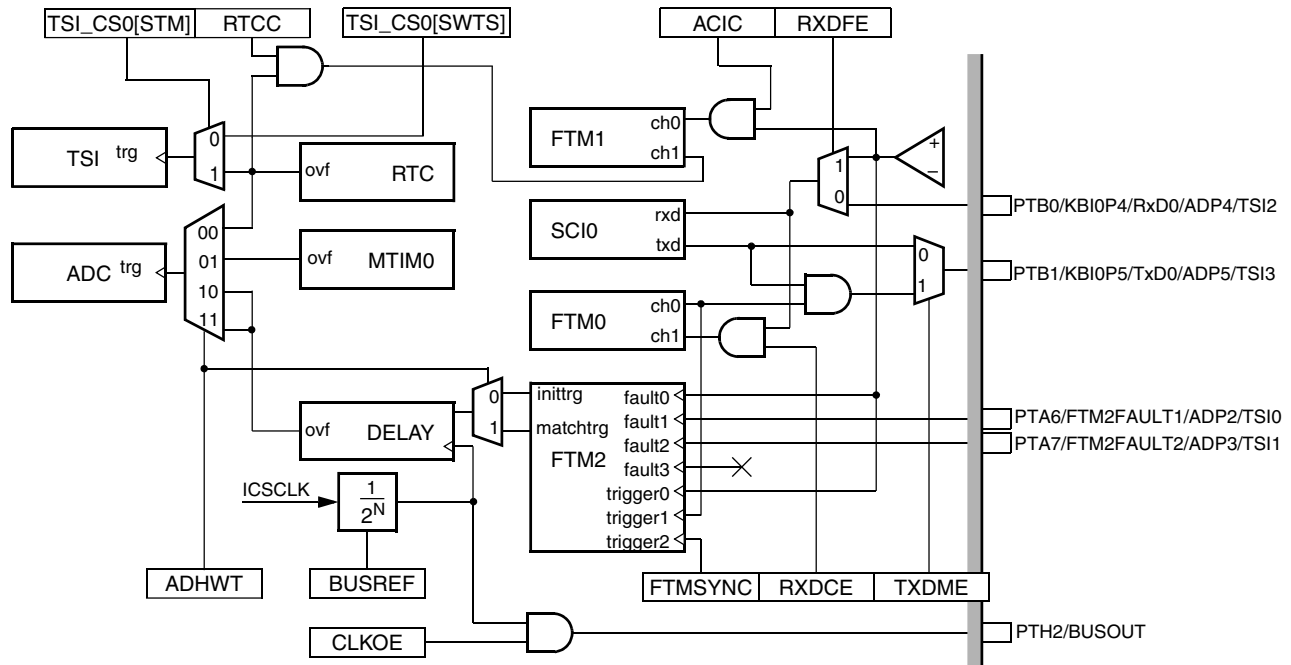 TSI_CS0[STM]
RTCC
TSI_CS0[SWTS]
ACIC
RXDFE
TSI
trg
0
1
ovf
RTC
FTM1
ch0
ch1
+
−
1
0
PTB0/KBI0P4/RxD0/ADP4/TSI2
SCI0
rxd
txd
ADC
trg
00
01
10
11
ovf
MTIM0
0
1
PTB1/KBI0P5/TxD0/ADP5/TSI3
FTM0
ch0
ch1
ovf
DELAY
0
1
inittrg
matchtrg
FTM2
fault0
fault1
fault2
fault3
trigger0
trigger1
trigger2
PTA6/FTM2FAULT1/ADP2/TSI0
PTA7/FTM2FAULT2/ADP3/TSI1
ICSCLK
1
2N
ADHWT
BUSREF
FTMSYNC
RXDCE
TXDME
CLKOE
PTH2/BUSOUT